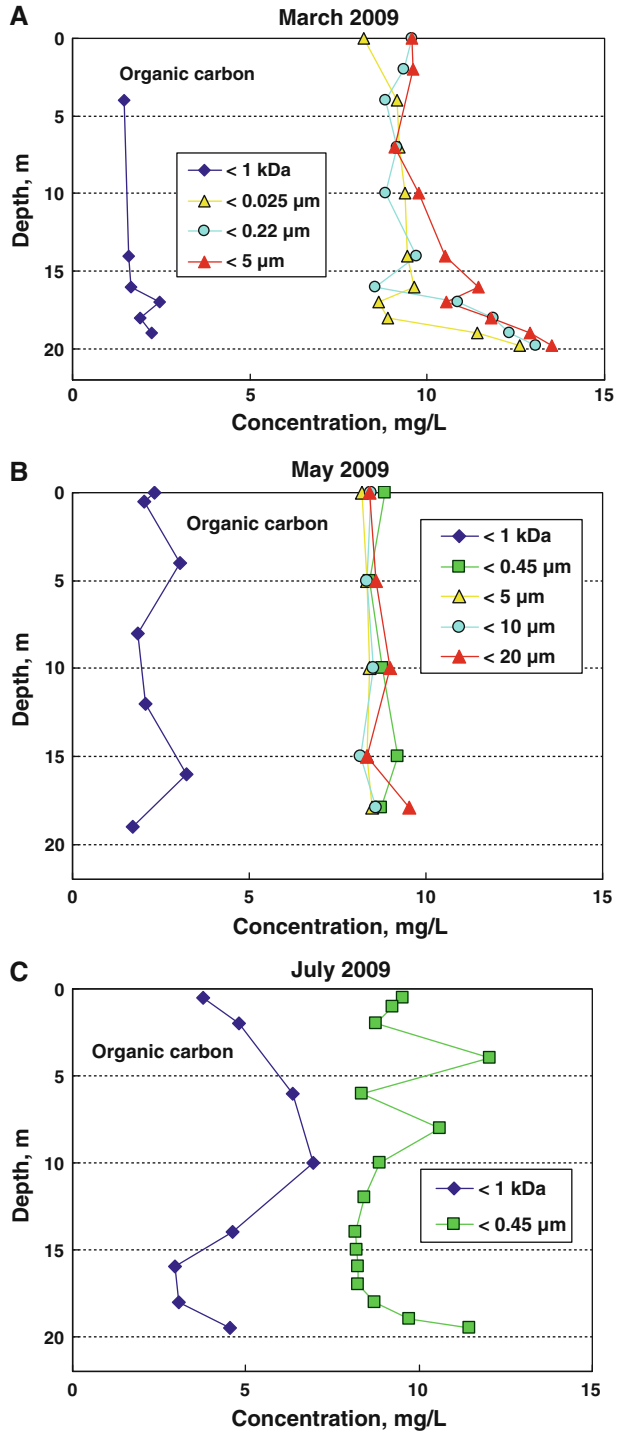 A
March 2009
0
5
10
15
20
Depth, m
Organic carbon
< 1 kDa
< 0.025 µm
< 0.22 µm
< 5 µm
0 5 10 15
Concentration, mg/L
B
May 2009
0
5
10
15
20
Depth, m
Organic carbon
< 1 kDa
< 0.45 µm
< 5 µm
< 10 µm
< 20 µm
0 5 10 15
Concentration, mg/L
C
July 2009
0
5
10
15
20
Depth, m
Organic carbon
< 1 kDa
< 0.45 µm
0 5 10 15
Concentration, mg/L